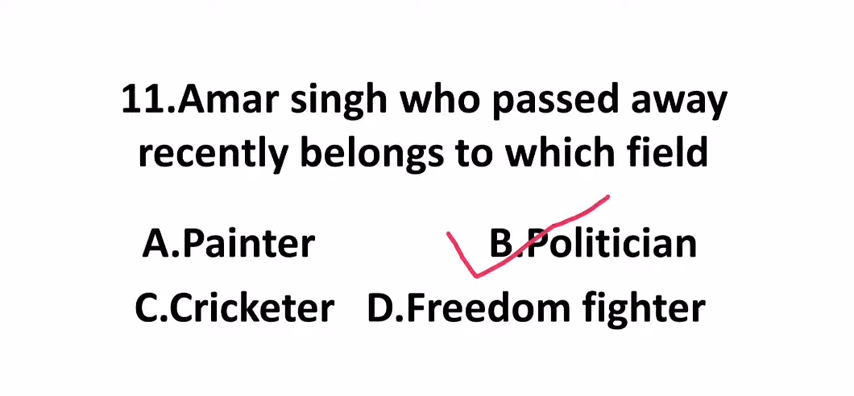 11.Amar singh who passed away
recently belongs to which field
A.Painter B.Politician
C.Cricketer D.Freedom fighter